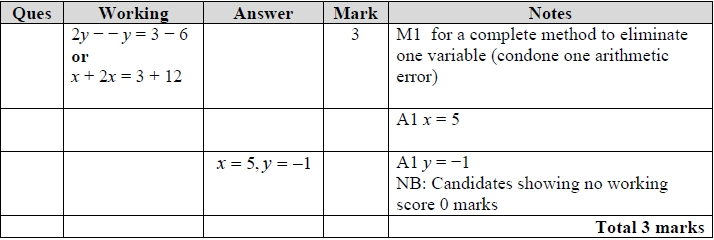 Ques Working Answer Mark Notes
2y − − y = 3 − 6 3 M1 for a complete method to eliminate
or one variable (condone one arithmetic
x + 2x = 3 + 12 error)
A1 x = 5
x = 5, y = −1 A1 y = −1
NB: Candidates showing no working
score 0 marks
Total 3 marks